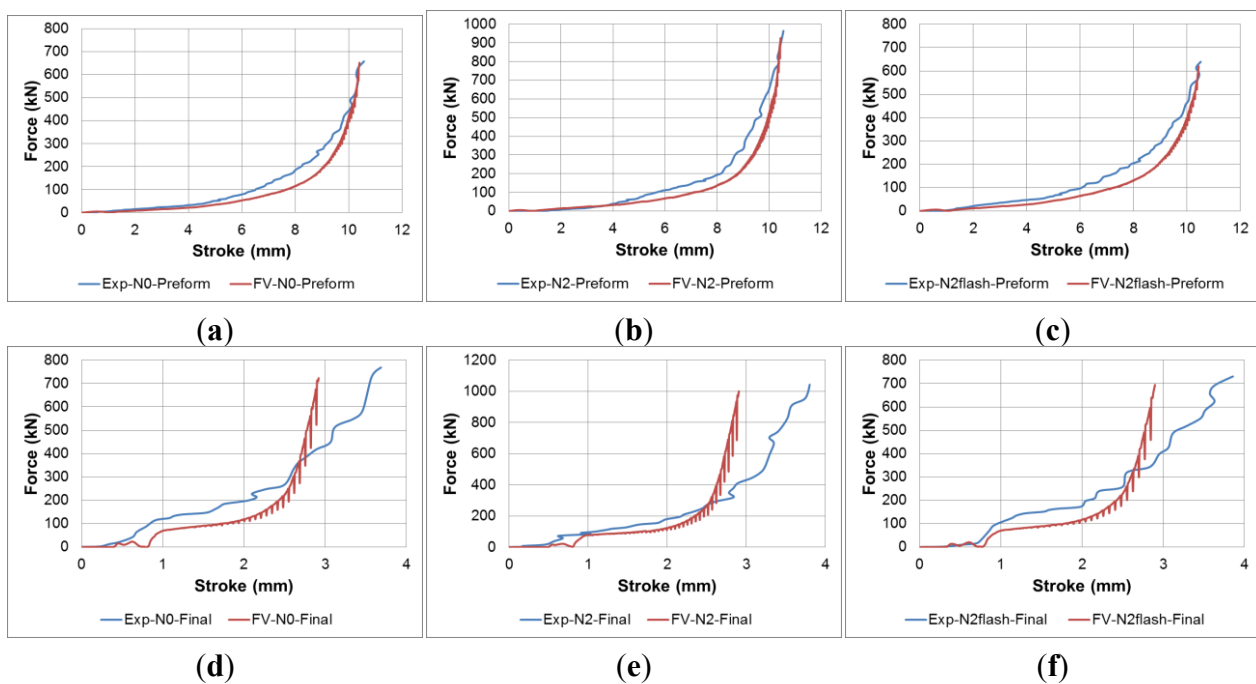 800
700
600
500
400
300
200
100
0
Force (kN)
0 2 4 6 8 10 12
Stroke (mm)
Exp-N0-Preform FV-N0-Preform
(a)
1000
900
800
700
600
500
400
300
200
100
0
Force (kN)
0 2 4 6 8 10 12
Stroke (mm)
Exp-N2-Preform FV-N2-Preform
(b)
800
700
600
500
400
300
200
100
0
Force (kN)
0 2 4 6 8 10 12
Stroke (mm)
Exp-N2flash-Preform FV-N2flash-Preform
(c)
800
700
600
500
400
300
200
100
0
Force (kN)
0 1 2 3 4
Stroke (mm)
Exp-N0-Final FV-N0-Final
(d)
1200
1000
800
600
400
200
0
Force (kN)
0 1 2 3 4
Stroke (mm)
Exp-N2-Final FV-N2-Final
(e)
800
700
600
500
400
300
200
100
0
Force (kN)
0 1 2 3 4
Stroke (mm)
Exp-N2flash-Final FV-N2flash-Final
(f)